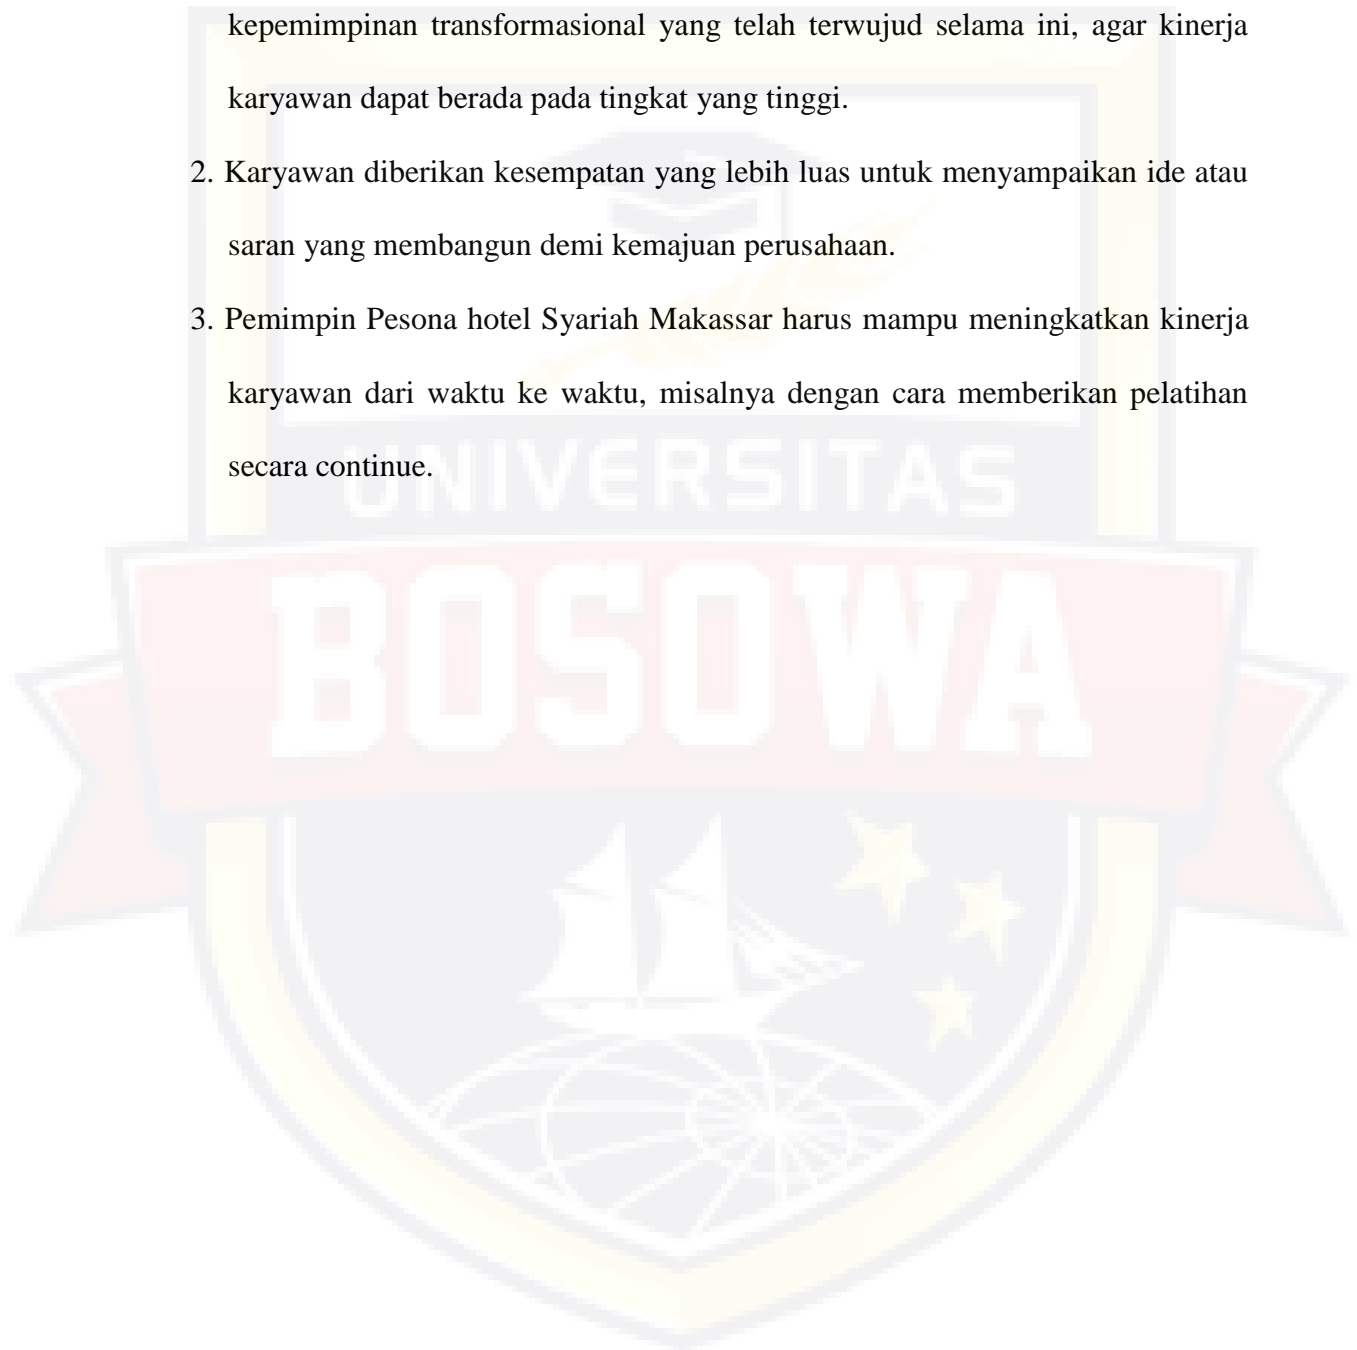 kepemimpinan transformasional yang telah terwujud selama ini, agar kinerja
karyawan dapat berada pada tingkat yang tinggi.
2. Karyawan diberikan kesempatan yang lebih luas untuk menyampaikan ide atau
saran yang membangun demi kemajuan perusahaan.
3. Pemimpin Pesona hotel Syariah Makassar harus mampu meningkatkan kinerja
karyawan dari waktu ke waktu, misalnya dengan cara memberikan pelatihan
secara continue.
UNIVERSITAS
BOSOWA